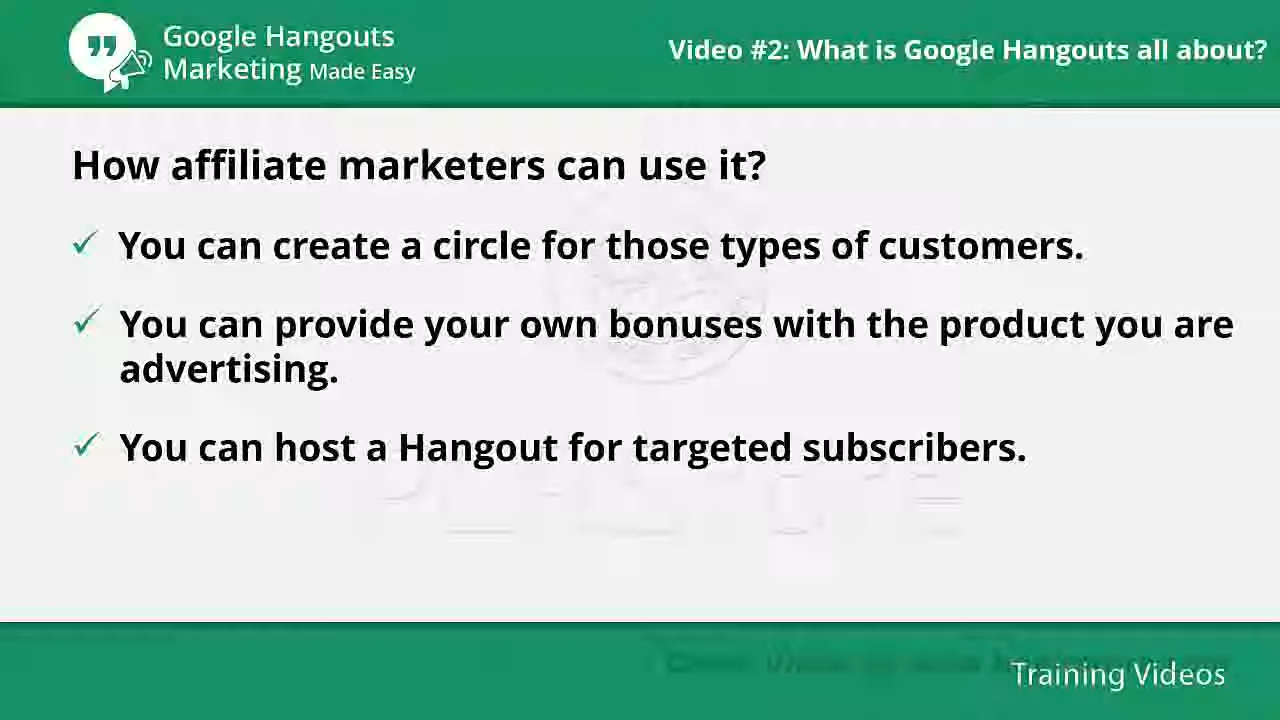 Google Hangouts
Marketing Made Easy
Video #2: What is Google Hangouts all about?
How affiliate marketers can use it?
You can create a circle for those types of customers.
You can provide your own bonuses with the product you are
advertising.
You can host a Hangout for targeted subscribers.
Training Videos